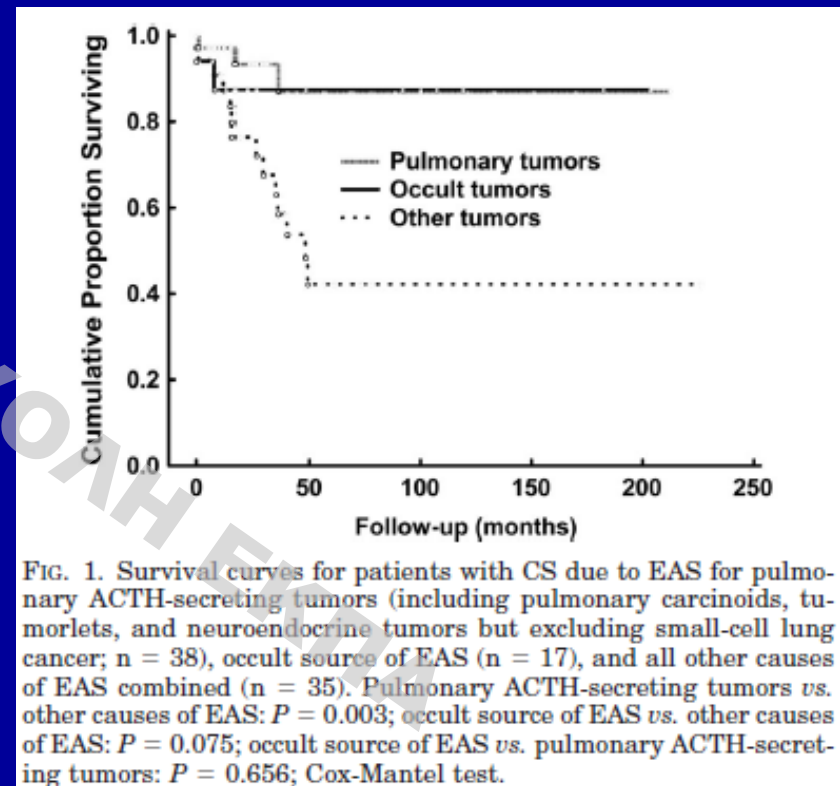 1.0
0.8
0.6
0.4
0.2
0.0
Cumulative Proportion Surviving
Pulmonary tumors
Occult tumors
Other tumors
0 50 100 150 200 250
Follow-up (months)
FIG. 1. Survival curves for patients with CS due to EAS for pulmo-
nary ACTH-secreting tumors (including pulmonary carcinoids, tu-
morlets, and neuroendocrine tumors but excluding small-cell lung
cancer; n = 38), occult source of EAS (n = 17), and all other causes
of EAS combined (n = 35). Pulmonary ACTH-secreting tumors vs.
other causes of EAS: P = 0.003; occult source of EAS vs. other causes
of EAS: P = 0.075; occult source of EAS vs. pulmonary ACTH-secret-
ing tumors: P = 0.656; Cox-Mantel test.
ΕΚΠΑ